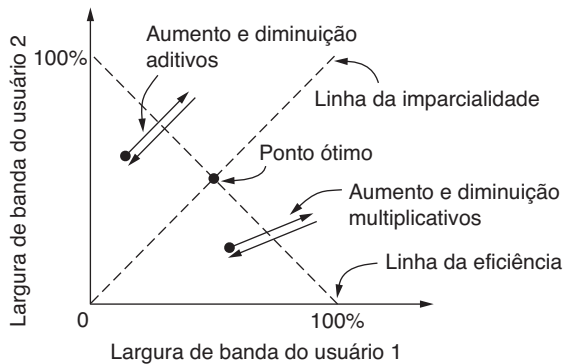 Aumento e diminuição
aditivos
100%
Largura de banda do usuário 2
Linha da imparcialidade
Ponto ótimo
Aumento e diminuição
multiplicativos
Linha da eficiência
0
100%
Largura de banda do usuário 1